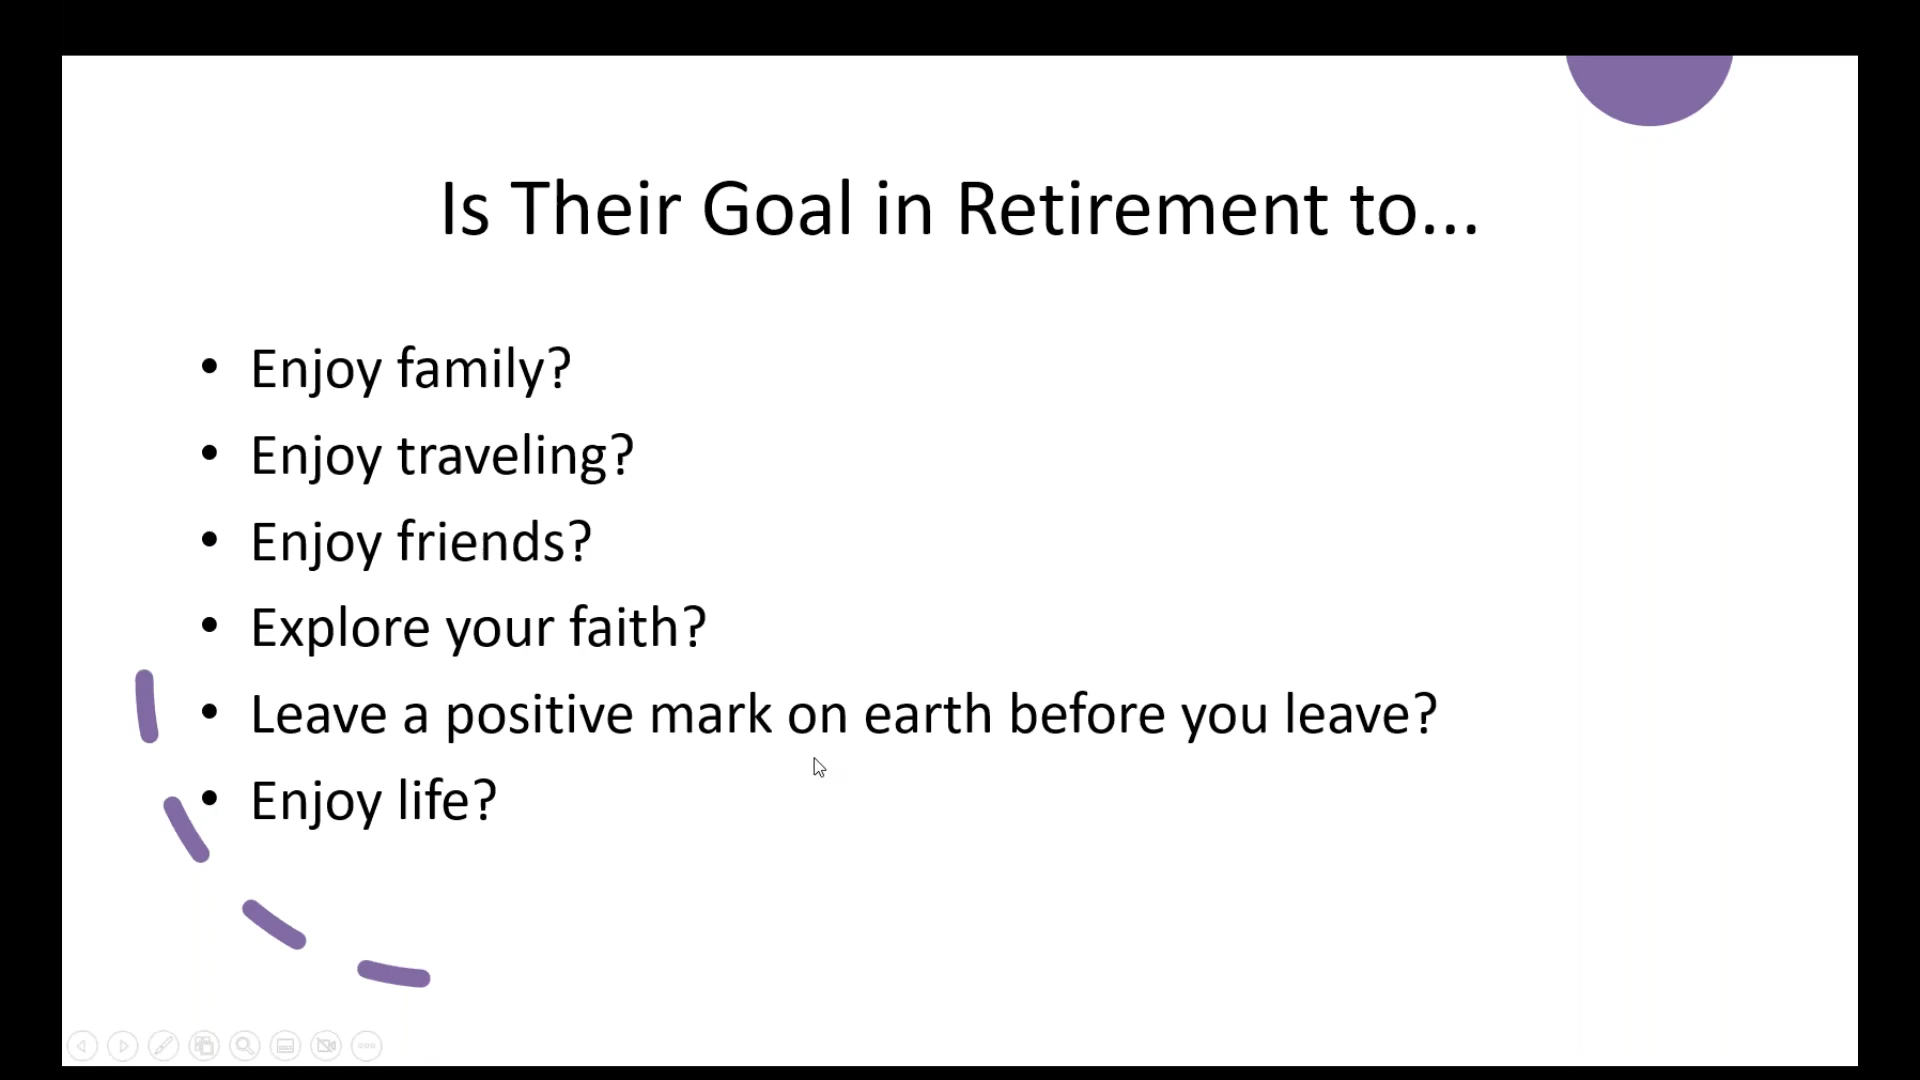 Is Their Goal in Retirement to...
• Enjoy family?
• Enjoy traveling?
• Enjoy friends?
• Explore your faith?
• Leave a positive mark on earth before you leave?
• Enjoy life?